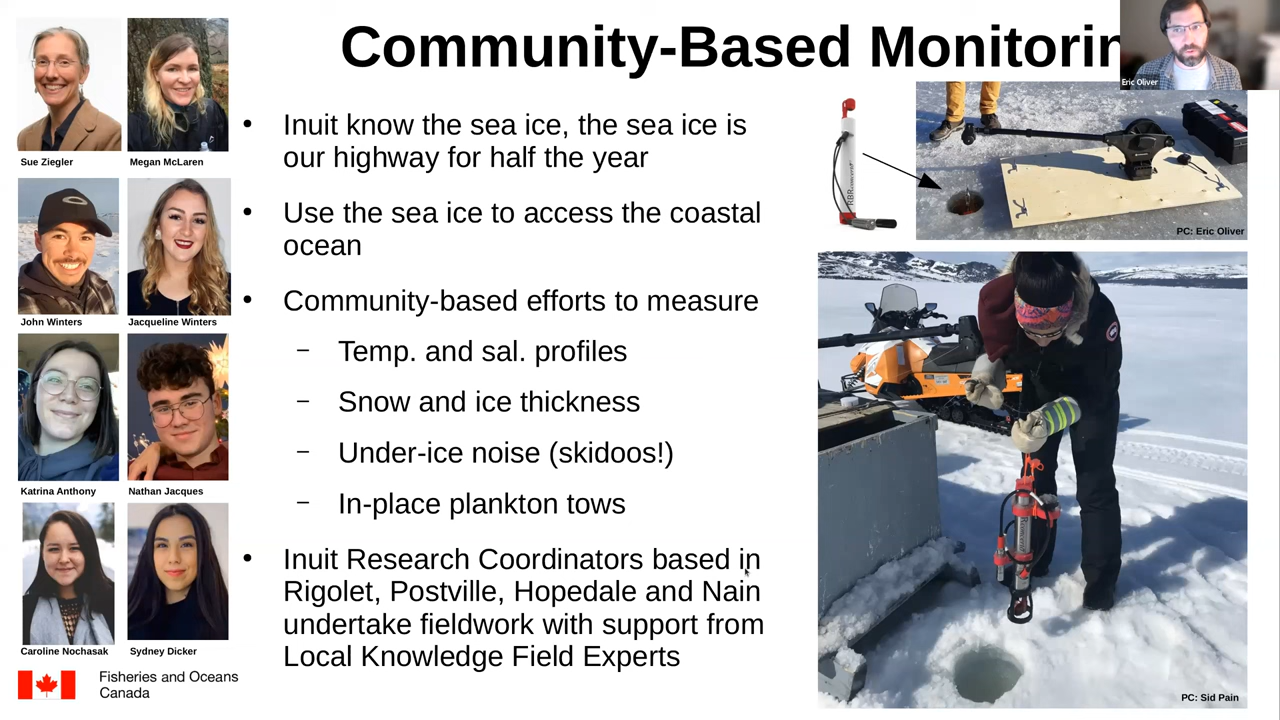 Community-Based Monitorin
Eric Oliver
Sue Ziegler
Megan McLaren
John Winters
Jacqueline Winters
Katrina Anthony
Nathan Jacques
Caroline Nochasak
Sydney Dicker
Fisheries and Oceans
Canada
• Inuit know the sea ice, the sea ice is
our highway for half the year
• Use the sea ice to access the coastal
ocean
• Community-based efforts to measure
– Temp. and sal. profiles
– Snow and ice thickness
– Under-ice noise (skidoos!)
– In-place plankton tows
• Inuit Research Coordinators based in
Rigolet, Postville, Hopedale and Nain
undertake fieldwork with support from
Local Knowledge Field Experts
PC: Eric Oliver
PC: Sid Pain